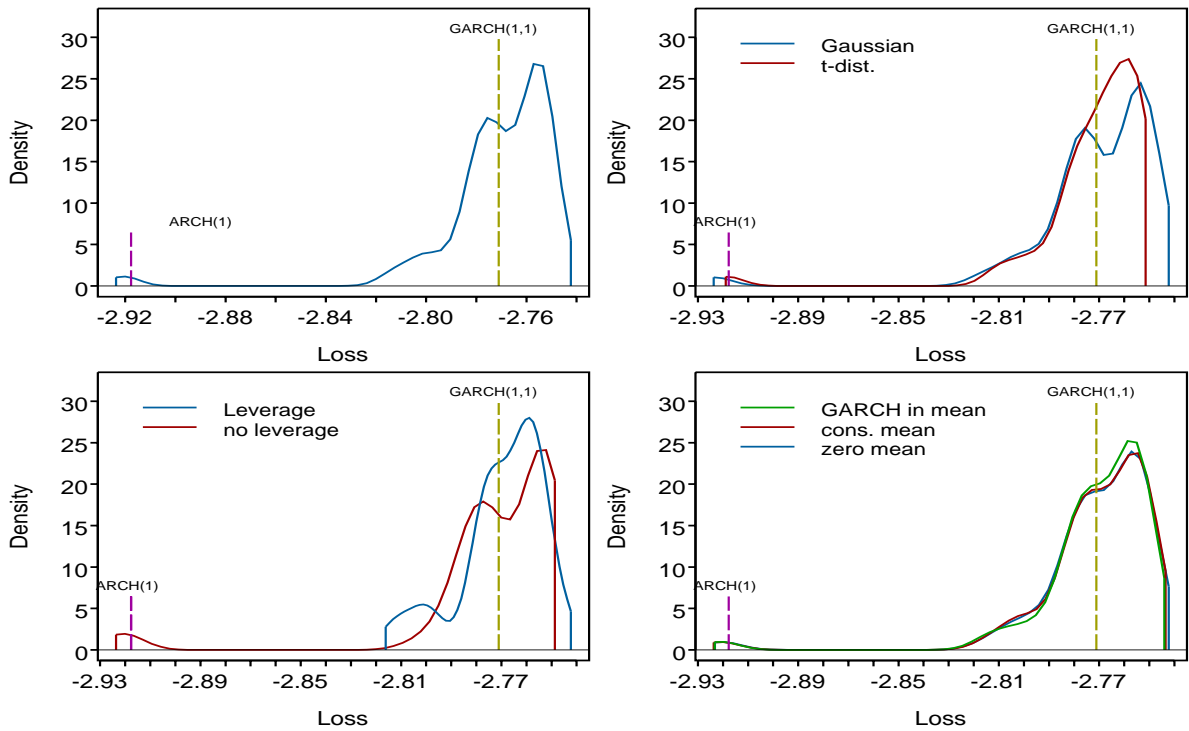 GARCH(1,1)
30
25
20
15
10
5
0
Density
ARCH(1)
-2.92 -2.88 -2.84 -2.80 -2.76
Loss
GARCH(1,1)
30
25
20
15
10
5
0
Density
Gaussian
t-dist.
ARCH(1)
-2.93 -2.89 -2.85 -2.81 -2.77
Loss
GARCH(1,1)
30
25
20
15
10
5
0
Density
Leverage
no leverage
ARCH(1)
-2.93 -2.89 -2.85 -2.81 -2.77
Loss
GARCH(1,1)
30
25
20
15
10
5
0
Density
GARCH in mean
cons. mean
zero mean
ARCH(1)
-2.93 -2.89 -2.85 -2.81 -2.77
Loss